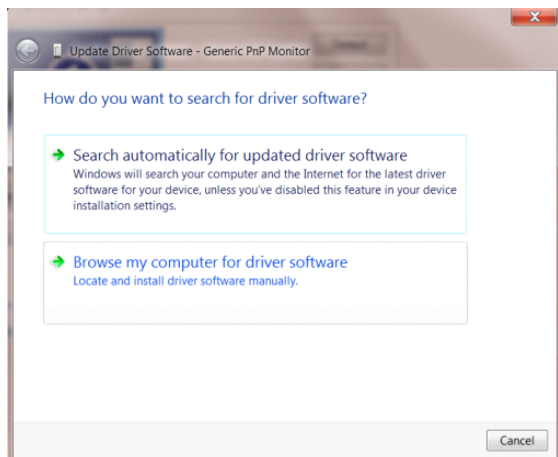 Update Driver Software - Generic PnP Monitor
How do you want to search for driver software?
Search automatically for updated driver software
Windows will search your computer and the Internet for the latest driver
software for your device, unless you've disabled this feature in your device
installation settings.
Browse my computer for driver software
Locate and install driver software manually.
Cancel